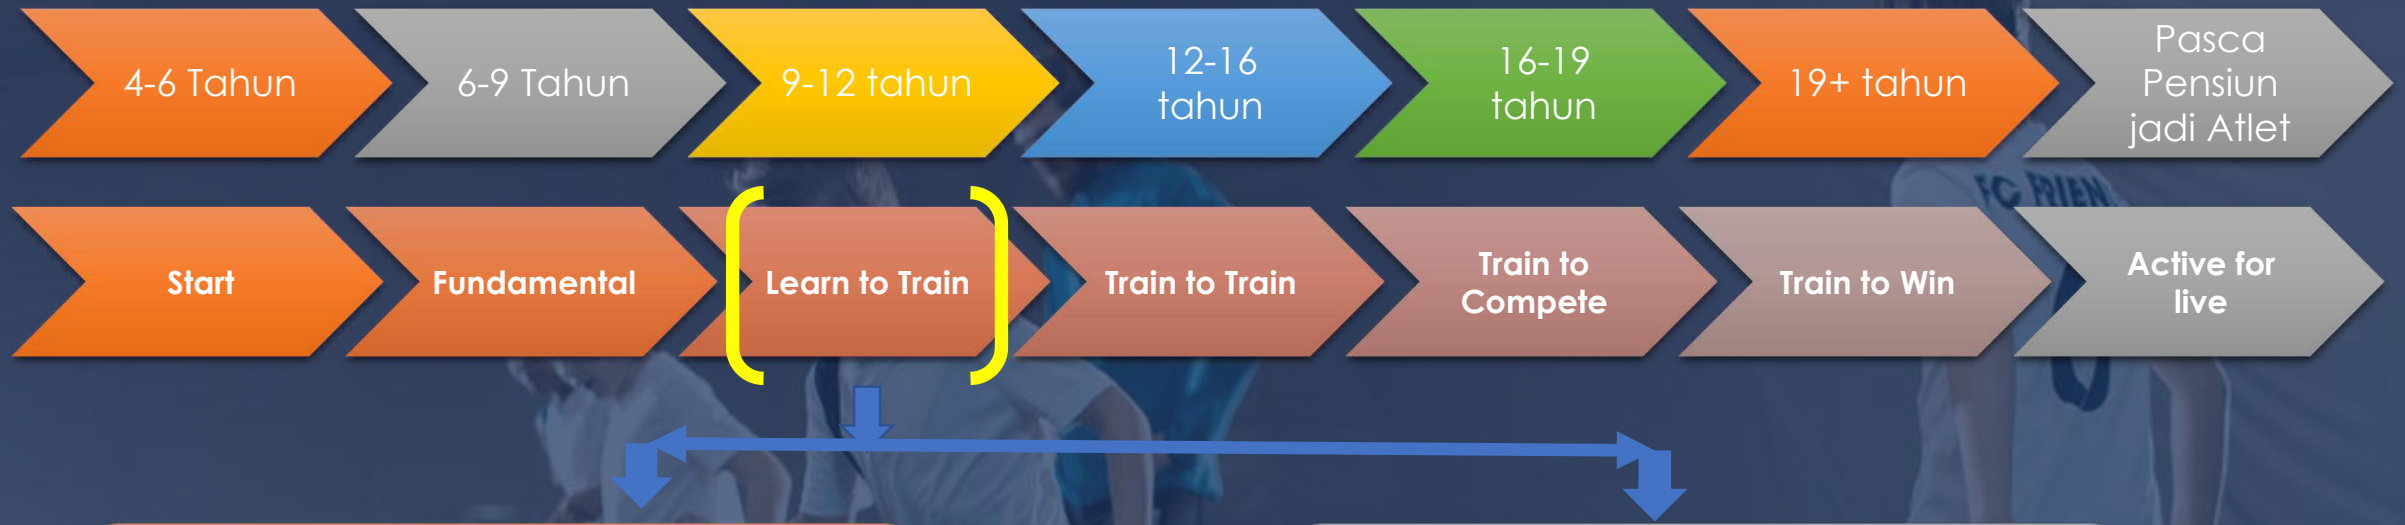 4-6 Tahun
6-9 Tahun
9-12 tahun
12-16
tahun
16-19
tahun
19+ tahun
Pasca
Pensiun
jadi Atlet
FC FRIEN
Start
Fundamental
Learn to Train
Train to Train
Train to
Compete
Train to Win
Active for
live